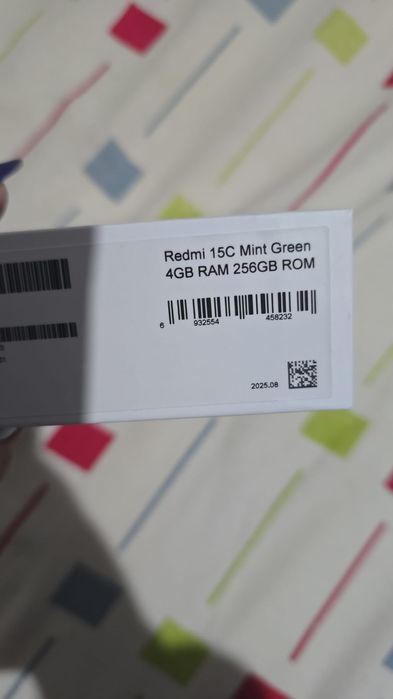 Redmi 15C Mint Green
4GB RAM 256GB ROM
6 932554 458232
2025.08